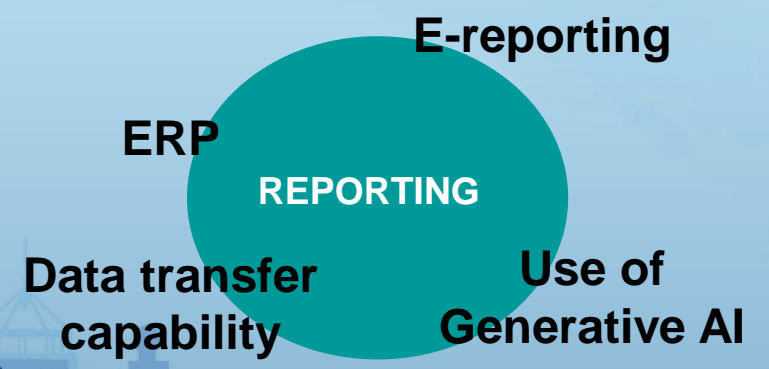 E-reporting
ERP
REPORTING
Data transfer
capability
Use of
Generative AI